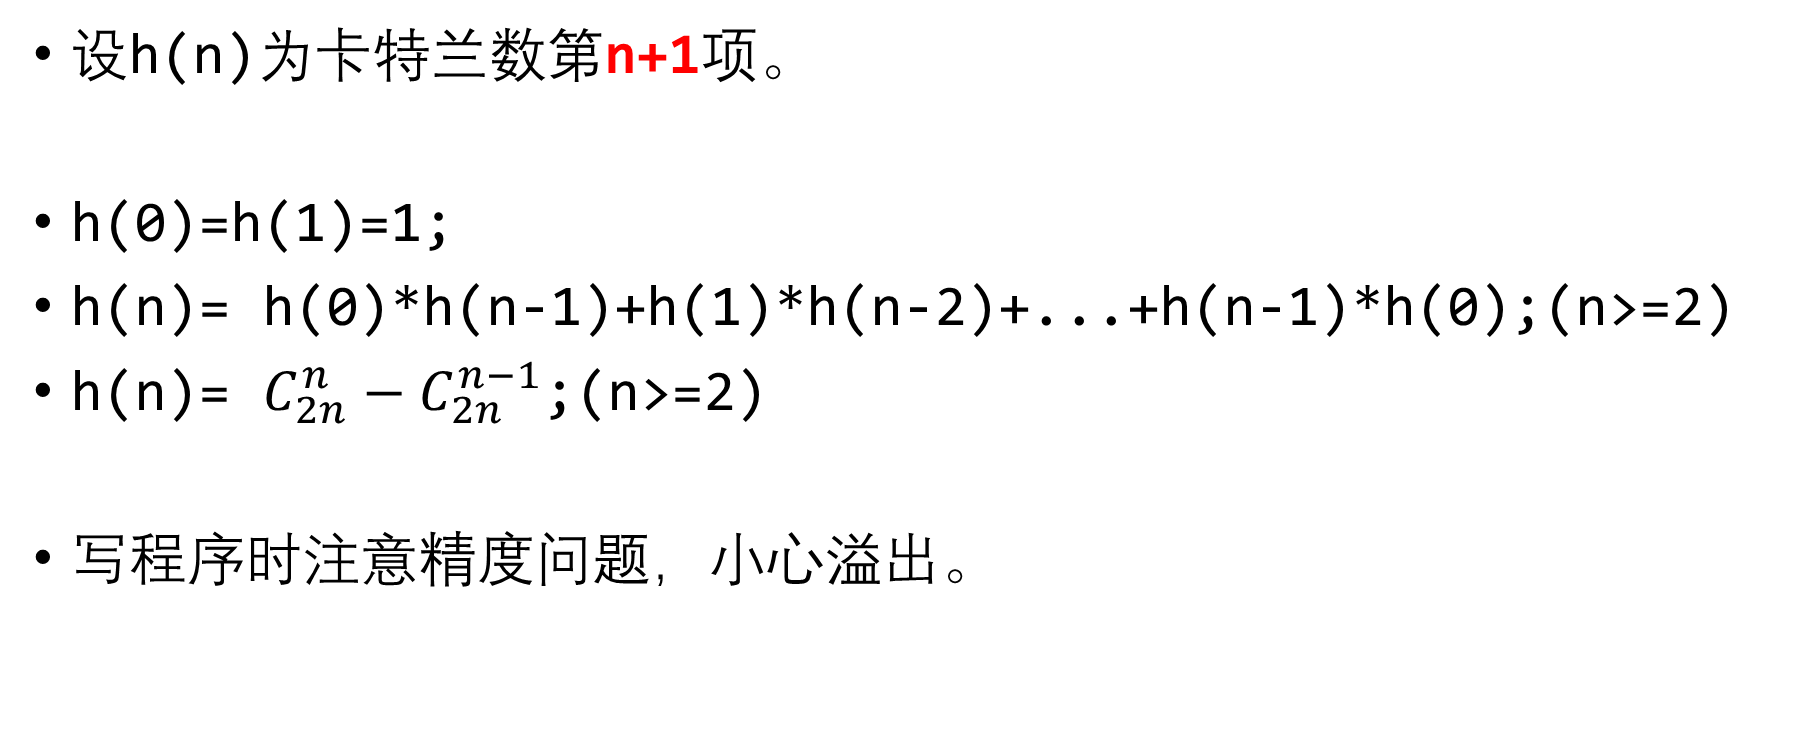 • 设h(n)为卡特兰数第n+1项。
• h(0)=h(1)=1;
• h(n)= h(0)*h(n-1)+h(1)*h(n-2)+...+h(n-1)*h(0);(n>=2)
• h(n)= $C_{2n}^{n} - C_{2n}^{n-1}$;(n>=2)
• 写程序时注意精度问题，小心溢出。